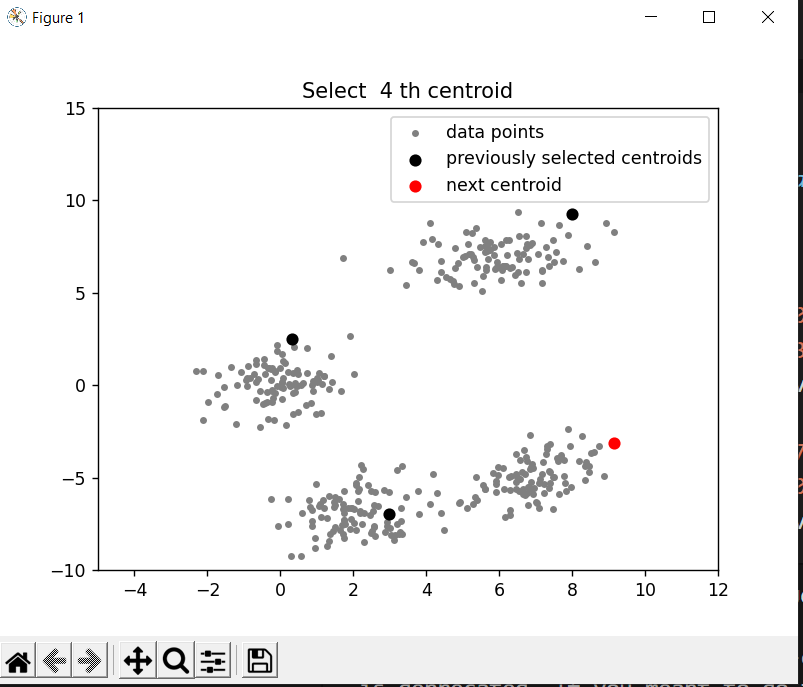 Figure 1
Select  4 th centroid
data points
previously selected centroids
next centroid
15
10
5
0
−5
−10
−4 −2 0 2 4 6 8 10 12